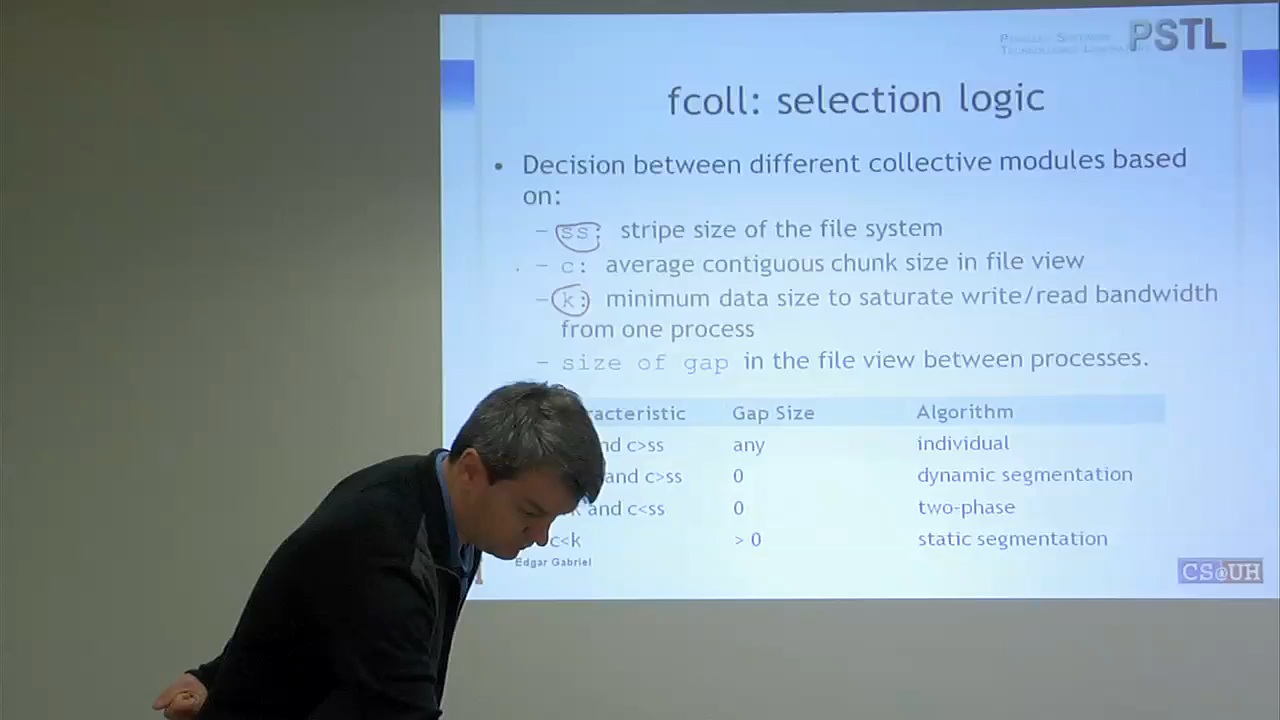 PSTL
fcoll: selection logic
• Decision between different collective modules based
on:
– ss: stripe size of the file system
– c: average contiguous chunk size in file view
– k: minimum data size to saturate write/read bandwidth
from one process
– size of gap in the file view between processes.
racteristic Gap Size Algorithm
nd c>ss any individual
and c>ss 0 dynamic segmentation
k and c<ss 0 two-phase
c<k > 0 static segmentation
Edgar Gabriel
CS@UH